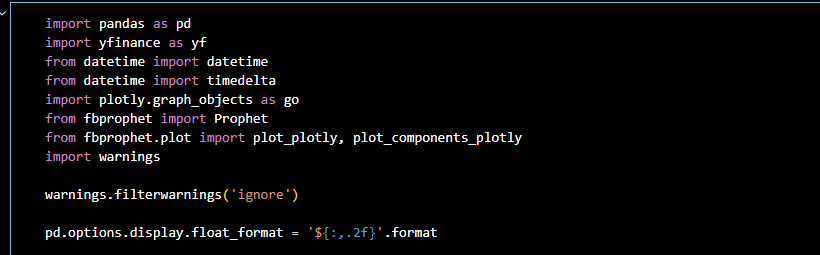 import pandas as pd
import yfinance as yf
from datetime import datetime
from datetime import timedelta
import plotly.graph_objects as go
from fbprophet import Prophet
from fbprophet.plot import plot_plotly, plot_components_plotly
import warnings
warnings.filterwarnings('ignore')
pd.options.display.float_format = '${:,.2f}'.format